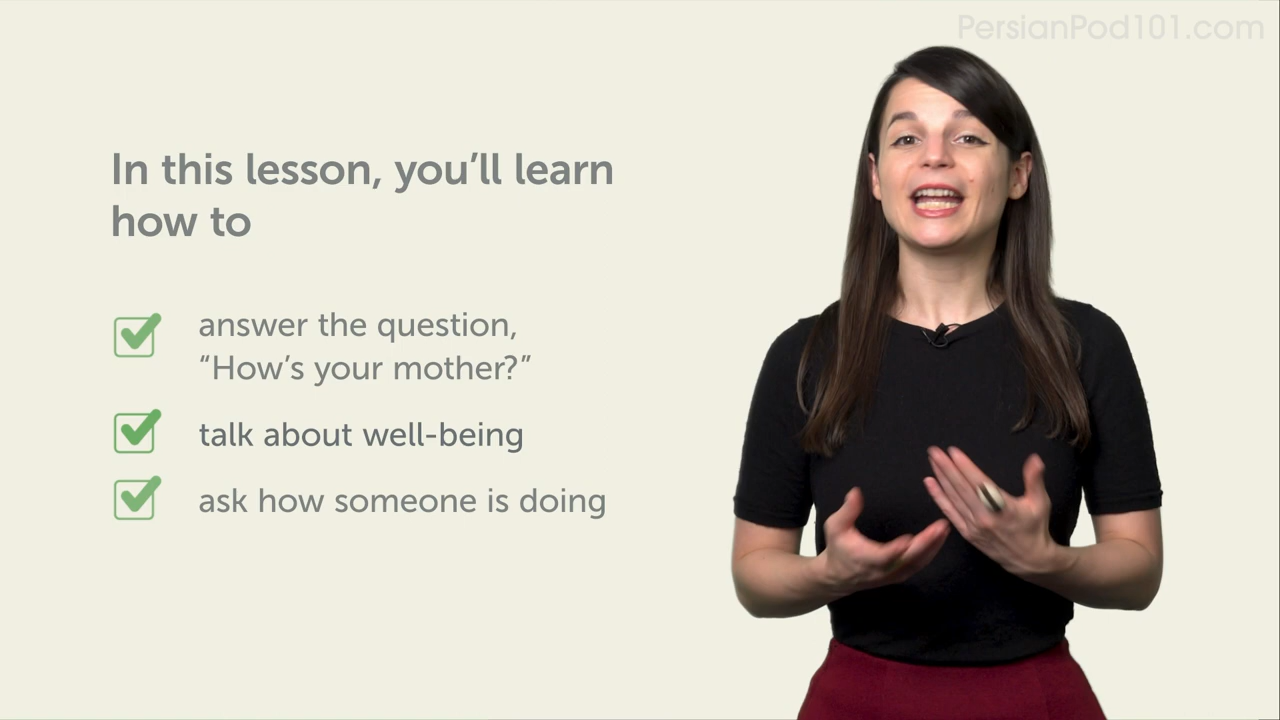 PersianPod101.com
In this lesson, you'll learn
how to
answer the question,
“How's your mother?”
talk about well-being
ask how someone is doing